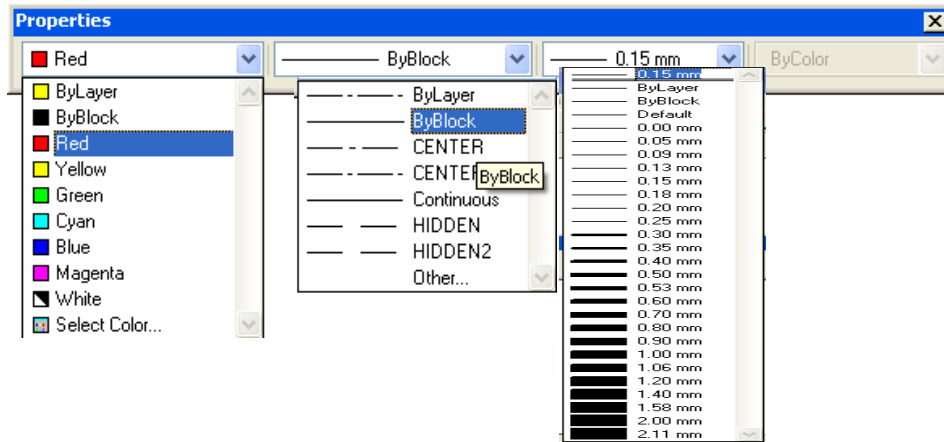 Properties
Red ByBlock 0.15 mm ByColor
ByLayer
ByBlock
Red
Yellow
Green
Cyan
Blue
Magenta
White
Select Color...
ByLayer
ByBlock
CENTER
CENTE
ByBlock
Continuous
HIDDEN
HIDDEN2
Other...
0.15 mm
ByLayer
ByBlock
Default
0.00 mm
0.05 mm
0.09 mm
0.13 mm
0.15 mm
0.18 mm
0.20 mm
0.25 mm
0.30 mm
0.35 mm
0.40 mm
0.50 mm
0.53 mm
0.60 mm
0.70 mm
0.80 mm
0.90 mm
1.00 mm
1.06 mm
1.20 mm
1.40 mm
1.58 mm
2.00 mm
2.11 mm